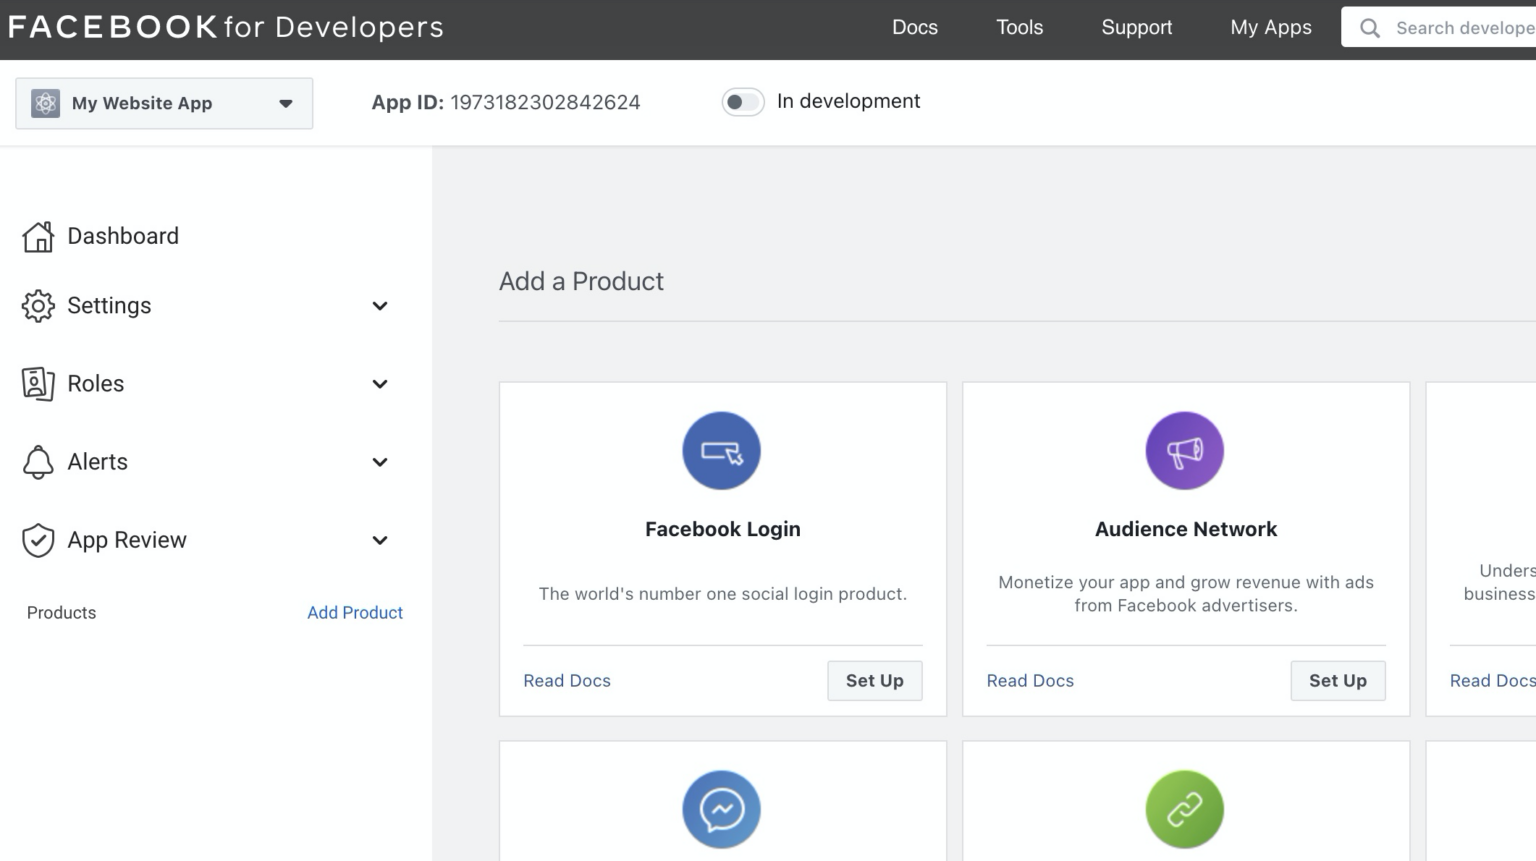 FACEBOOK for Developers
Docs
Tools
Support
My Apps
Search develope
My Website App
App ID: 1973182302842624
In development
Dashboard
Settings
Roles
Alerts
App Review
Products
Add Product
Add a Product
Facebook Login
The world's number one social login product.
Read Docs
Set Up
Audience Network
Monetize your app and grow revenue with ads
from Facebook advertisers.
Read Docs
Set Up
Unders
business
Read Docs